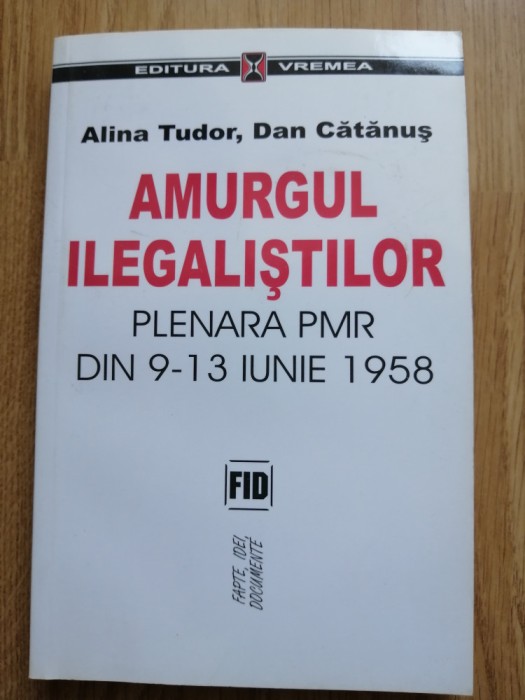 EDITURA VREMEA
Alina Tudor, Dan Cătănuş
AMURGUL
ILEGALIŞTILOR
PLENARA PMR
DIN 9-13 IUNIE 1958
FID
FAPTE, IDEI,
DOCUMENTE